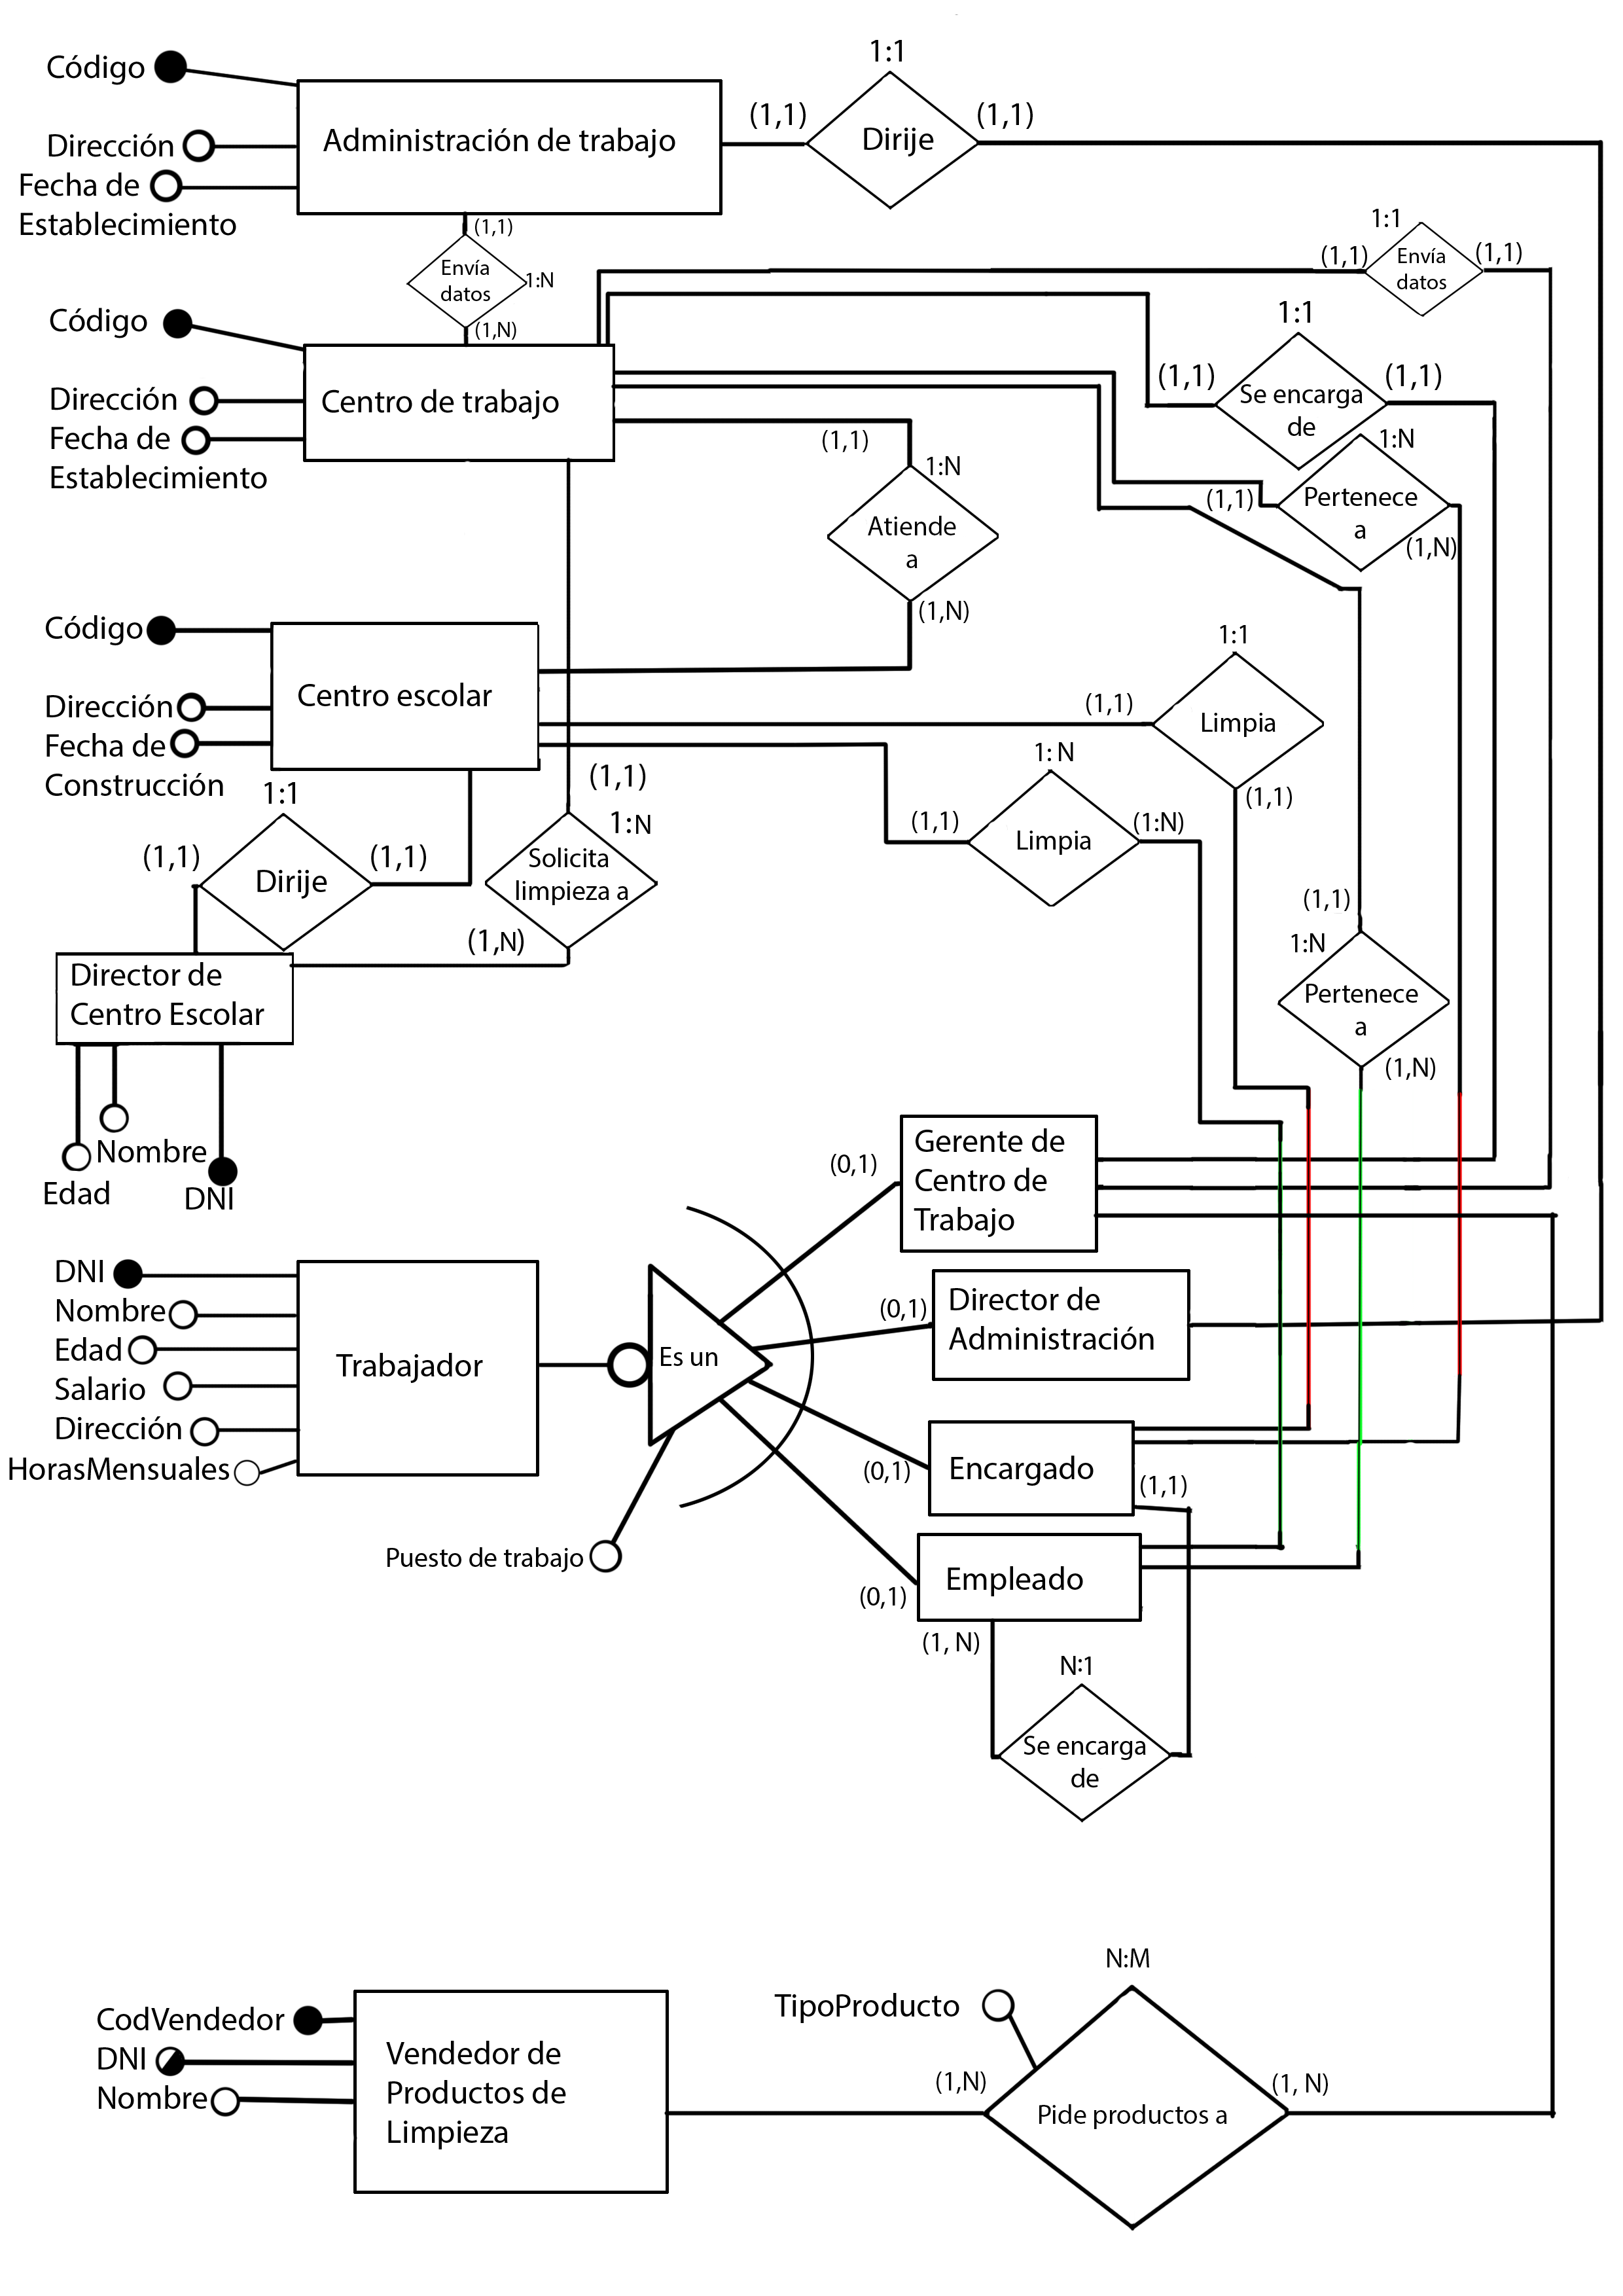 1:1
Código
(1,1)
(1,1)
Administración de trabajo
Dirije
Dirección
Fecha de
Establecimiento
(1,1)
1:1
(1,1)
(1,1)
Envía
datos
Envía
datos
1:N
(1,N)
Código
1:1
(1,1)
(1,1)
Se encarga
de
Dirección
Centro de trabajo
Fecha de
Establecimiento
(1,1)
1:N
1:N
(1,1)
Pertenece
a
(1,N)
Atiende
a
(1,N)
Código
1:1
Centro escolar
Dirección
(1,1)
Limpia
Fecha de
Construcción
(1,1)
1:1
(1,1)
1:N
1: N
(1,1)
(1:N)
Limpia
(1,1)
(1,1)
Dirije
Solicita
limpieza a
(1,N)
(1,1)
1:N
Pertenece
a
(1,N)
Director de
Centro Escolar
Nombre
Edad
DNI
Gerente de
Centro de
Trabajo
(0,1)
DNI
Nombre
Edad
Salario
Dirección
HorasMensuales
Trabajador
Es un
(0,1)
Director de
Administración
(0,1)
Encargado
(1,1)
Puesto de trabajo
(0,1)
Empleado
(1, N)
N:1
Se encarga
de
N:M
CodVendedor
DNI
Nombre
Vendedor de
Productos de
Limpieza
TipoProducto
(1,N)
(1, N)
Pide productos a